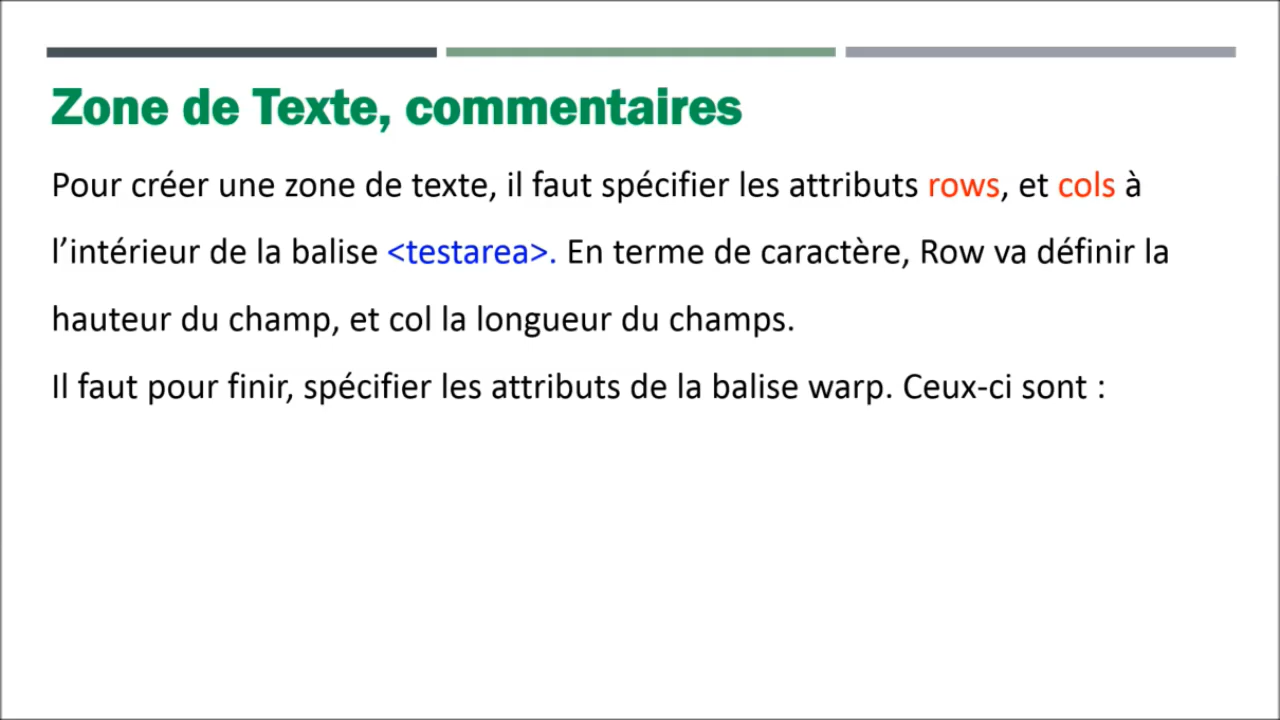 Zone de Texte, commentaires
Pour créer une zone de texte, il faut spécifier les attributs rows, et cols à
l’intérieur de la balise <testarea>. En terme de caractère, Row va définir la
hauteur du champ, et col la longueur du champs.
Il faut pour finir, spécifier les attributs de la balise warp. Ceux-ci sont :